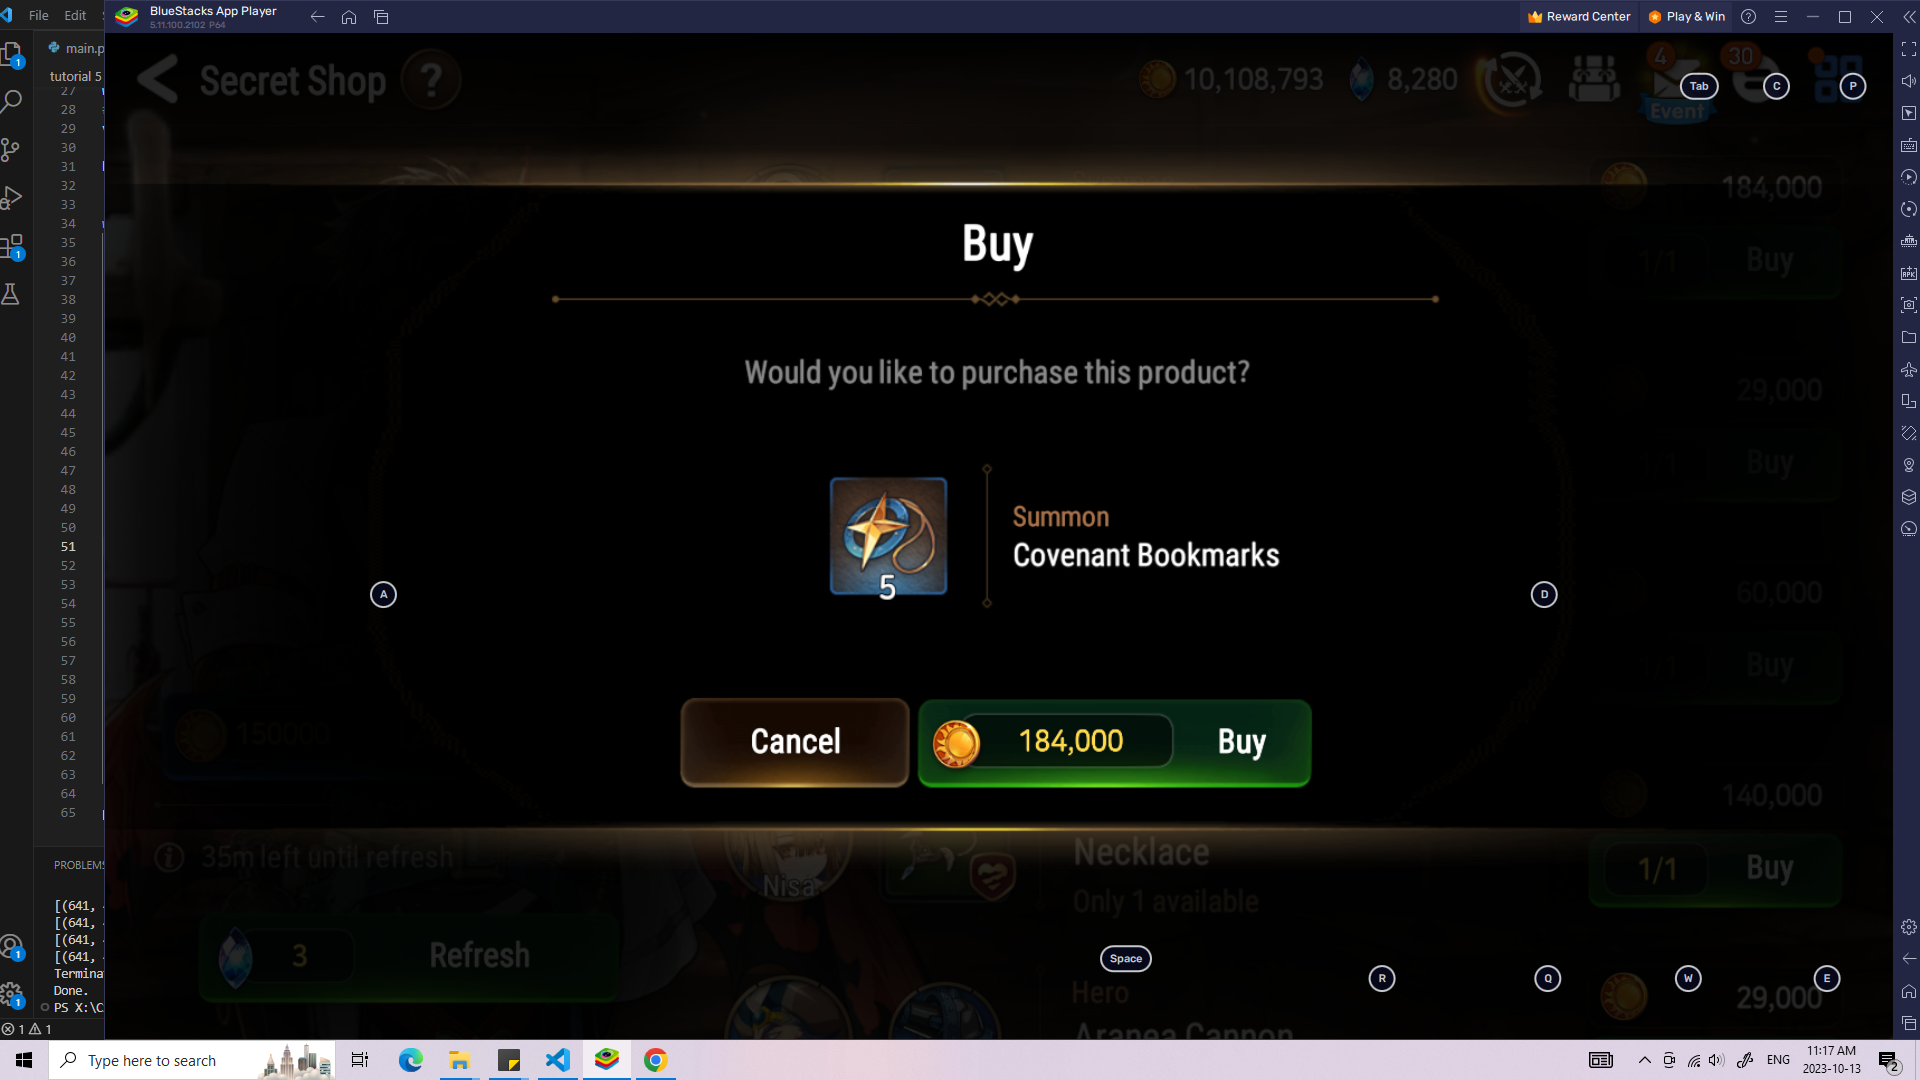 File Edit
BlueStacks App Player
5.11.100.2102 P64
Reward Center
Play & Win
main.p
tutorial 5
Secret Shop
?
10,108,793
8,280
4
30
Event
Tab
C
P
27
28
29
30
31
32
33
34
35
36
37
38
39
40
41
42
43
44
45
46
47
48
49
50
51
52
53
54
55
56
57
58
59
60
61
62
63
64
65
184,000
1/1 Buy
Buy
Would you like to purchase this product?
29,000
1/1 Buy
5
Summon
Covenant Bookmarks
A
D
60,000
1/1 Buy
150000
Cancel
184,000 Buy
140,000
1/1 Buy
35m left until refresh
Nisa
Necklace
Only 1 available
3 Refresh
Space
R
Q
W
E
Hero
Aranea Cannon
29,000
PROBLEMS
[(641,
[(641,
[(641,
[(641,
Termina
Done.
PS X:\C
1 1
Type here to search
ENG
11:17 AM
2023-10-13
2